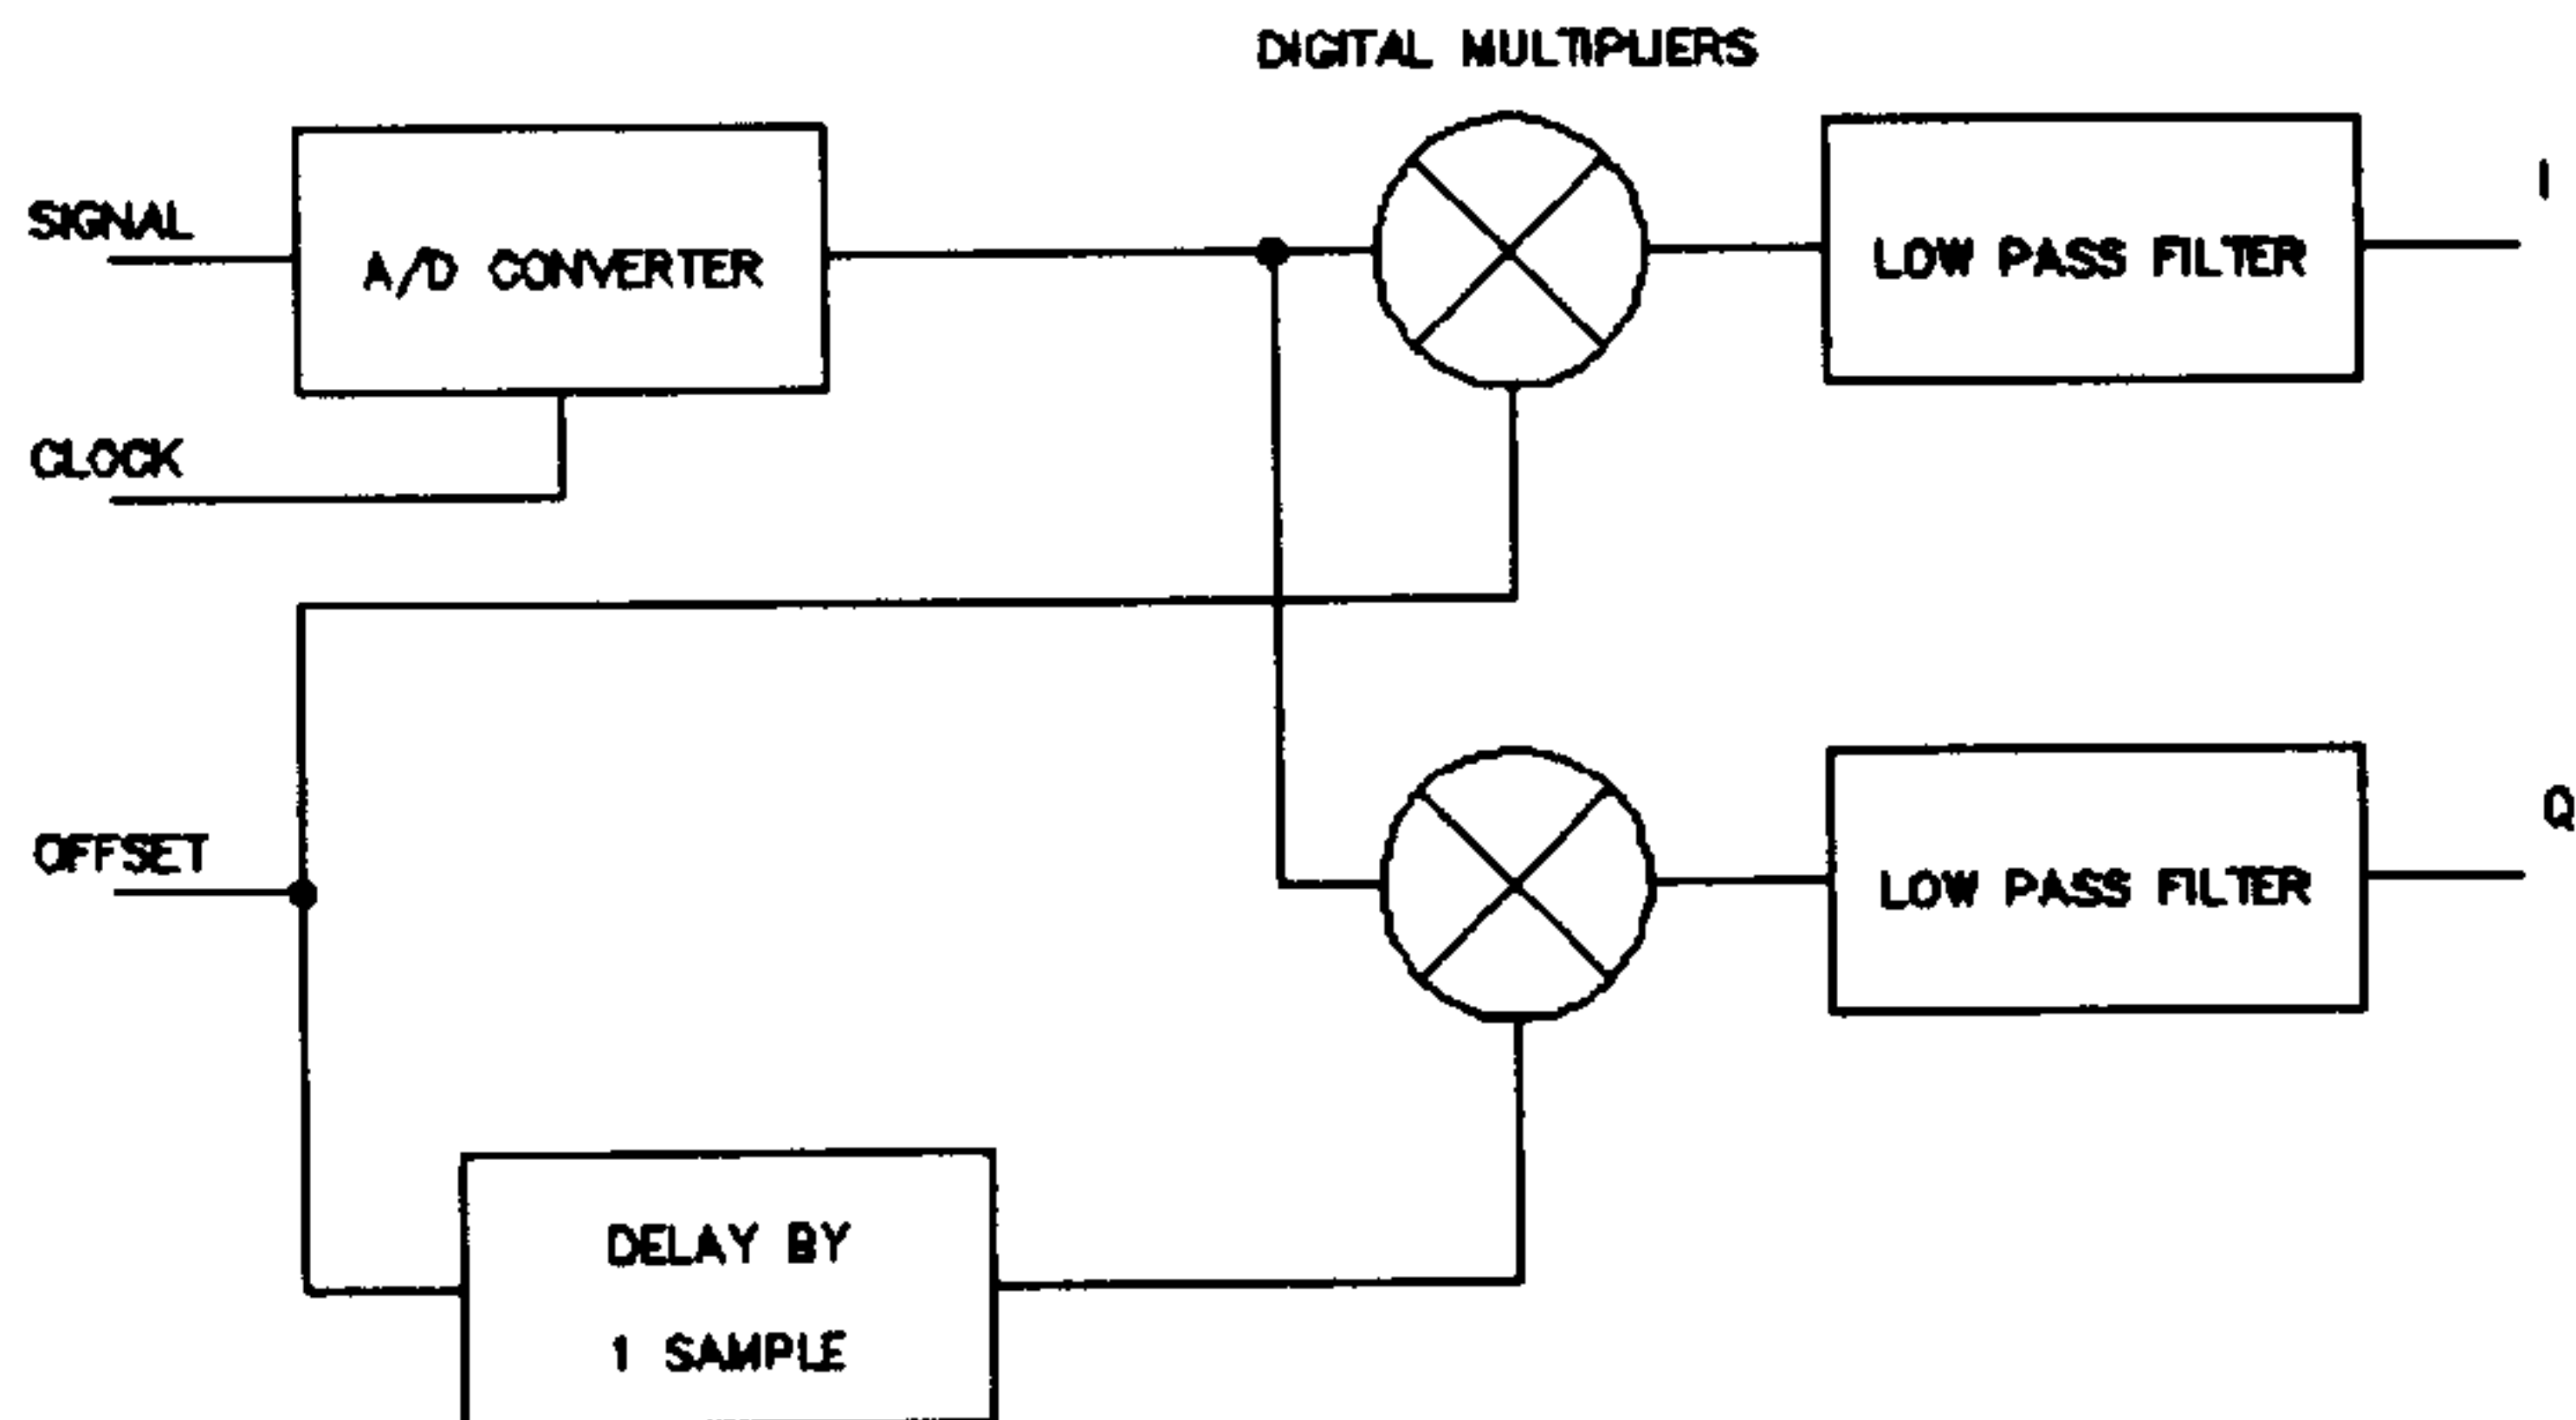 DIGITAL MULTIPLIERS
SIGNAL
A/D CONVERTER
LOW PASS FILTER
I
CLOCK
OFFSET
LOW PASS FILTER
Q
DELAY BY
1 SAMPLE